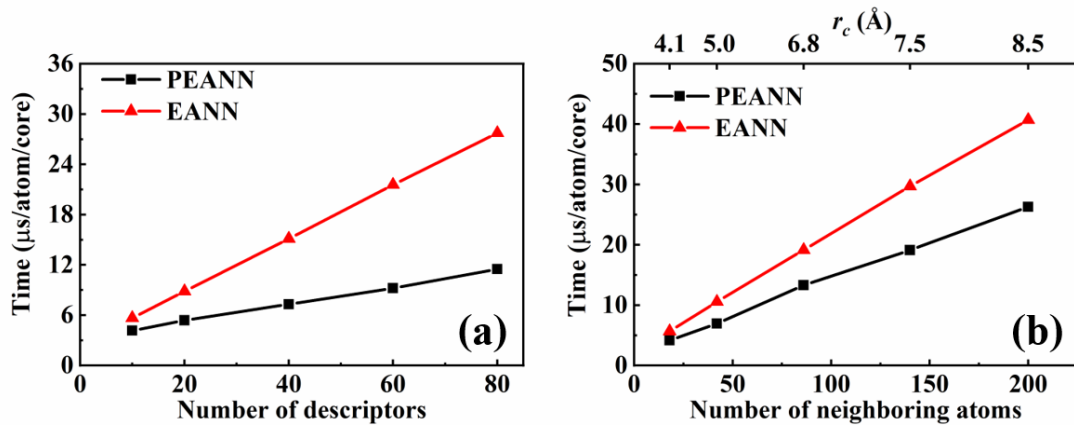 PEANN
EANN
Time (μs/atom/core)
36
30
24
18
12
6
0
0
20
40
60
80
Number of descriptors
(a)
r_c (Å)
4.1 5.0 6.8 7.5 8.5
PEANN
EANN
Time (μs/atom/core)
50
40
30
20
10
0
0 50 100 150 200
Number of neighboring atoms
(b)